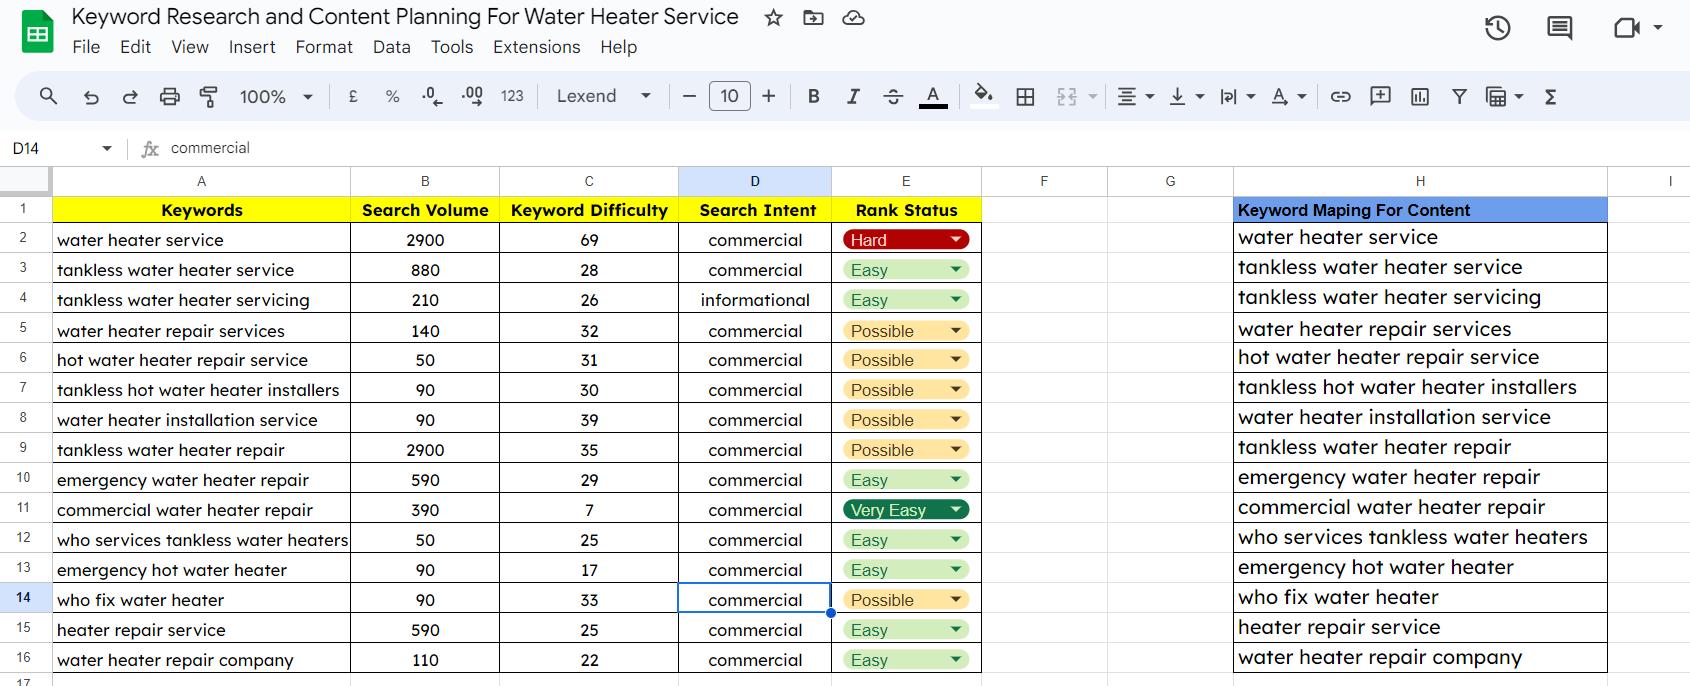 Keyword Research and Content Planning For Water Heater Service
File Edit View Insert Format Data Tools Extensions Help
100% £ % .0 .00 123 Lexend 10 B I S A Σ
D14 fx commercial
A B C D E F G H I
1 Keywords Search Volume Keyword Difficulty Search Intent Rank Status Keyword Maping For Content
2 water heater service 2900 69 commercial Hard water heater service
3 tankless water heater service 880 28 commercial Easy tankless water heater service
4 tankless water heater servicing 210 26 informational Easy tankless water heater servicing
5 water heater repair services 140 32 commercial Possible water heater repair services
6 hot water heater repair service 50 31 commercial Possible hot water heater repair service
7 tankless hot water heater installers 90 30 commercial Possible tankless hot water heater installers
8 water heater installation service 90 39 commercial Possible water heater installation service
9 tankless water heater repair 2900 35 commercial Possible tankless water heater repair
10 emergency water heater repair 590 29 commercial Easy emergency water heater repair
11 commercial water heater repair 390 7 commercial Very Easy commercial water heater repair
12 who services tankless water heaters 50 25 commercial Easy who services tankless water heaters
13 emergency hot water heater 90 17 commercial Easy emergency hot water heater
14 who fix water heater 90 33 commercial Possible who fix water heater
15 heater repair service 590 25 commercial Easy heater repair service
16 water heater repair company 110 22 commercial Easy water heater repair company
17